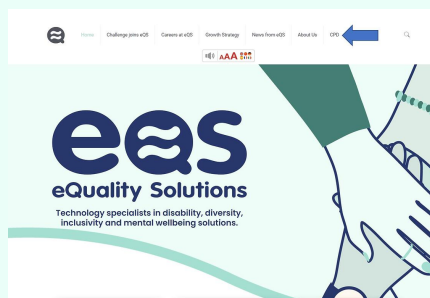 Home Challenge joins eQS Careers at eQS Growth Strategy News from eQS About Us CPD
AAA
eQS
eQuality Solutions
Technology specialists in disability, diversity,
inclusivity and mental wellbeing solutions.